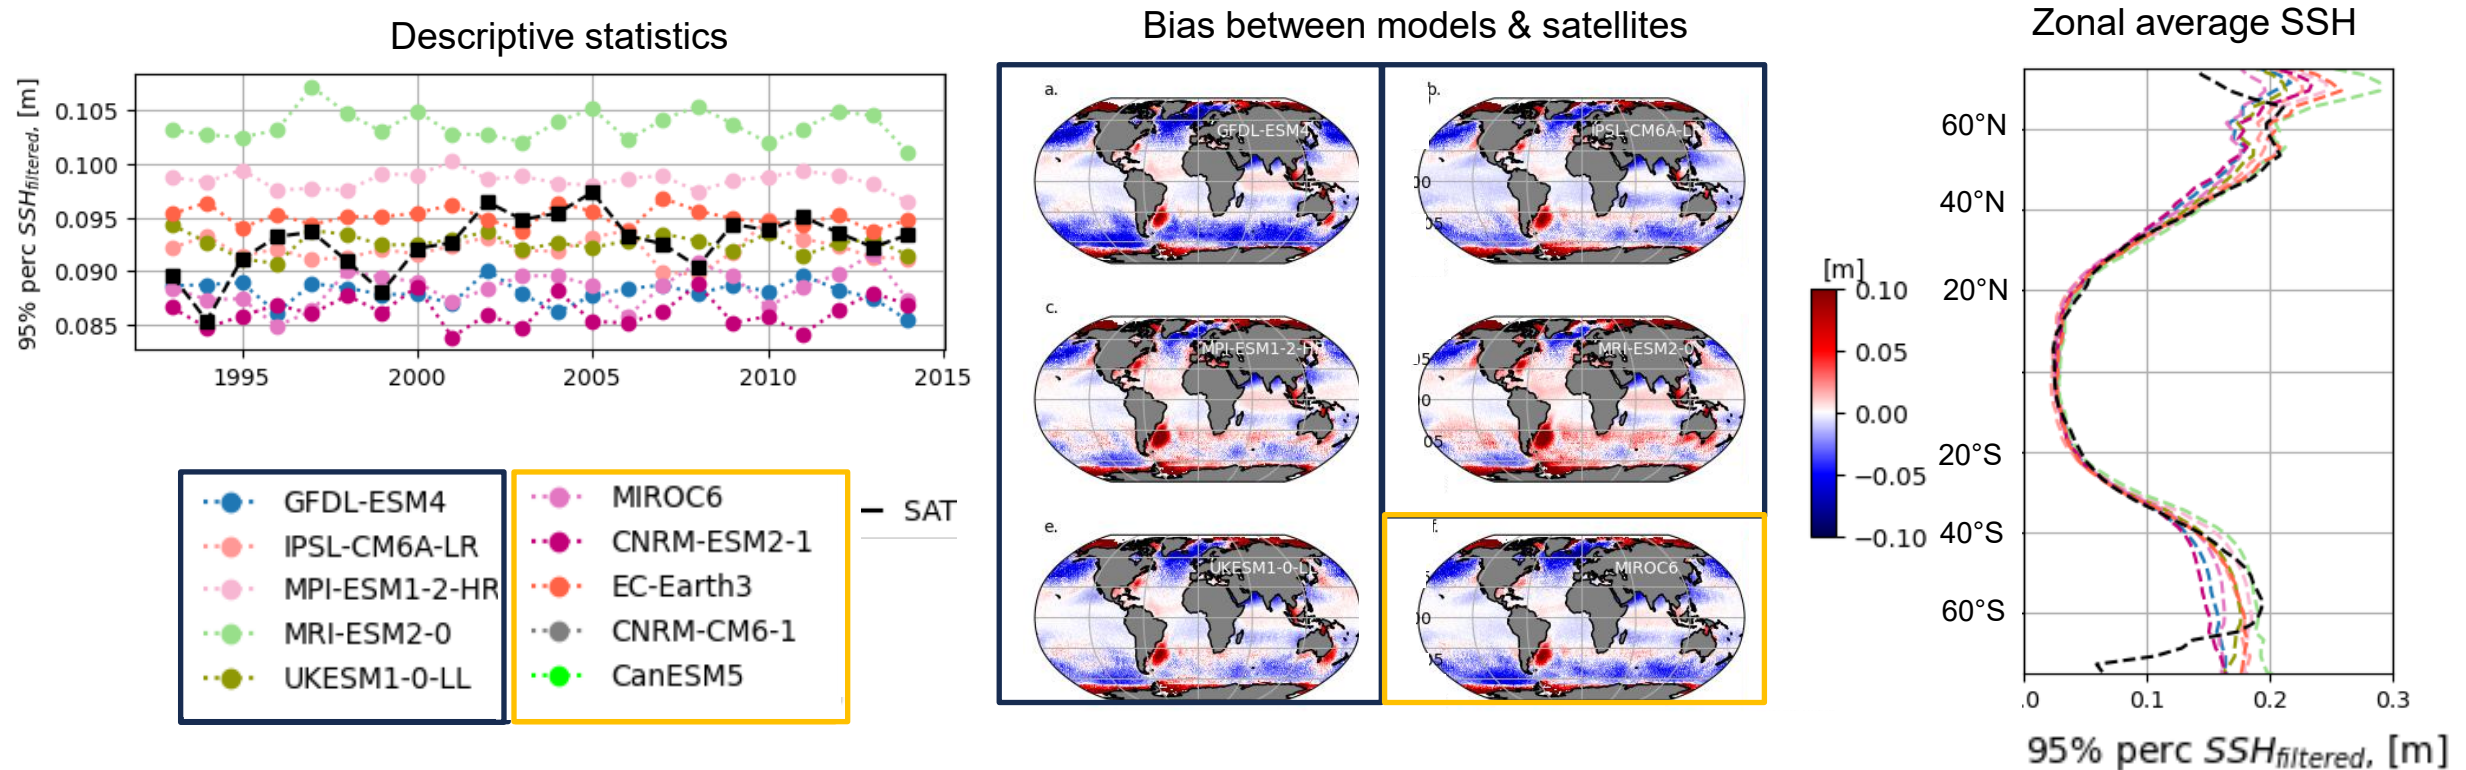 Descriptive statistics
95% perc SSHfiltered, [m]
0.105
0.100
0.095
0.090
0.085
1995 2000 2005 2010 2015
GFDL-ESM4
IPSL-CM6A-LR
MPI-ESM1-2-HR
MRI-ESM2-0
UKESM1-0-LL
MIROC6
CNRM-ESM2-1
EC-Earth3
CNRM-CM6-1
CanESM5
SAT
Bias between models & satellites
a.
GFDL-ESM4
b.
IPSL-CM6A-LR
c.
MPI-ESM1-2-HR
MRI-ESM2-0
e.
UKESM1-0-LL
f.
MIROC6
[m]
0.10
0.05
0.00
−0.05
−0.10
Zonal average SSH
60°N
40°N
20°N
20°S
40°S
60°S
.0 0.1 0.2 0.3
95% perc SSHfiltered, [m]